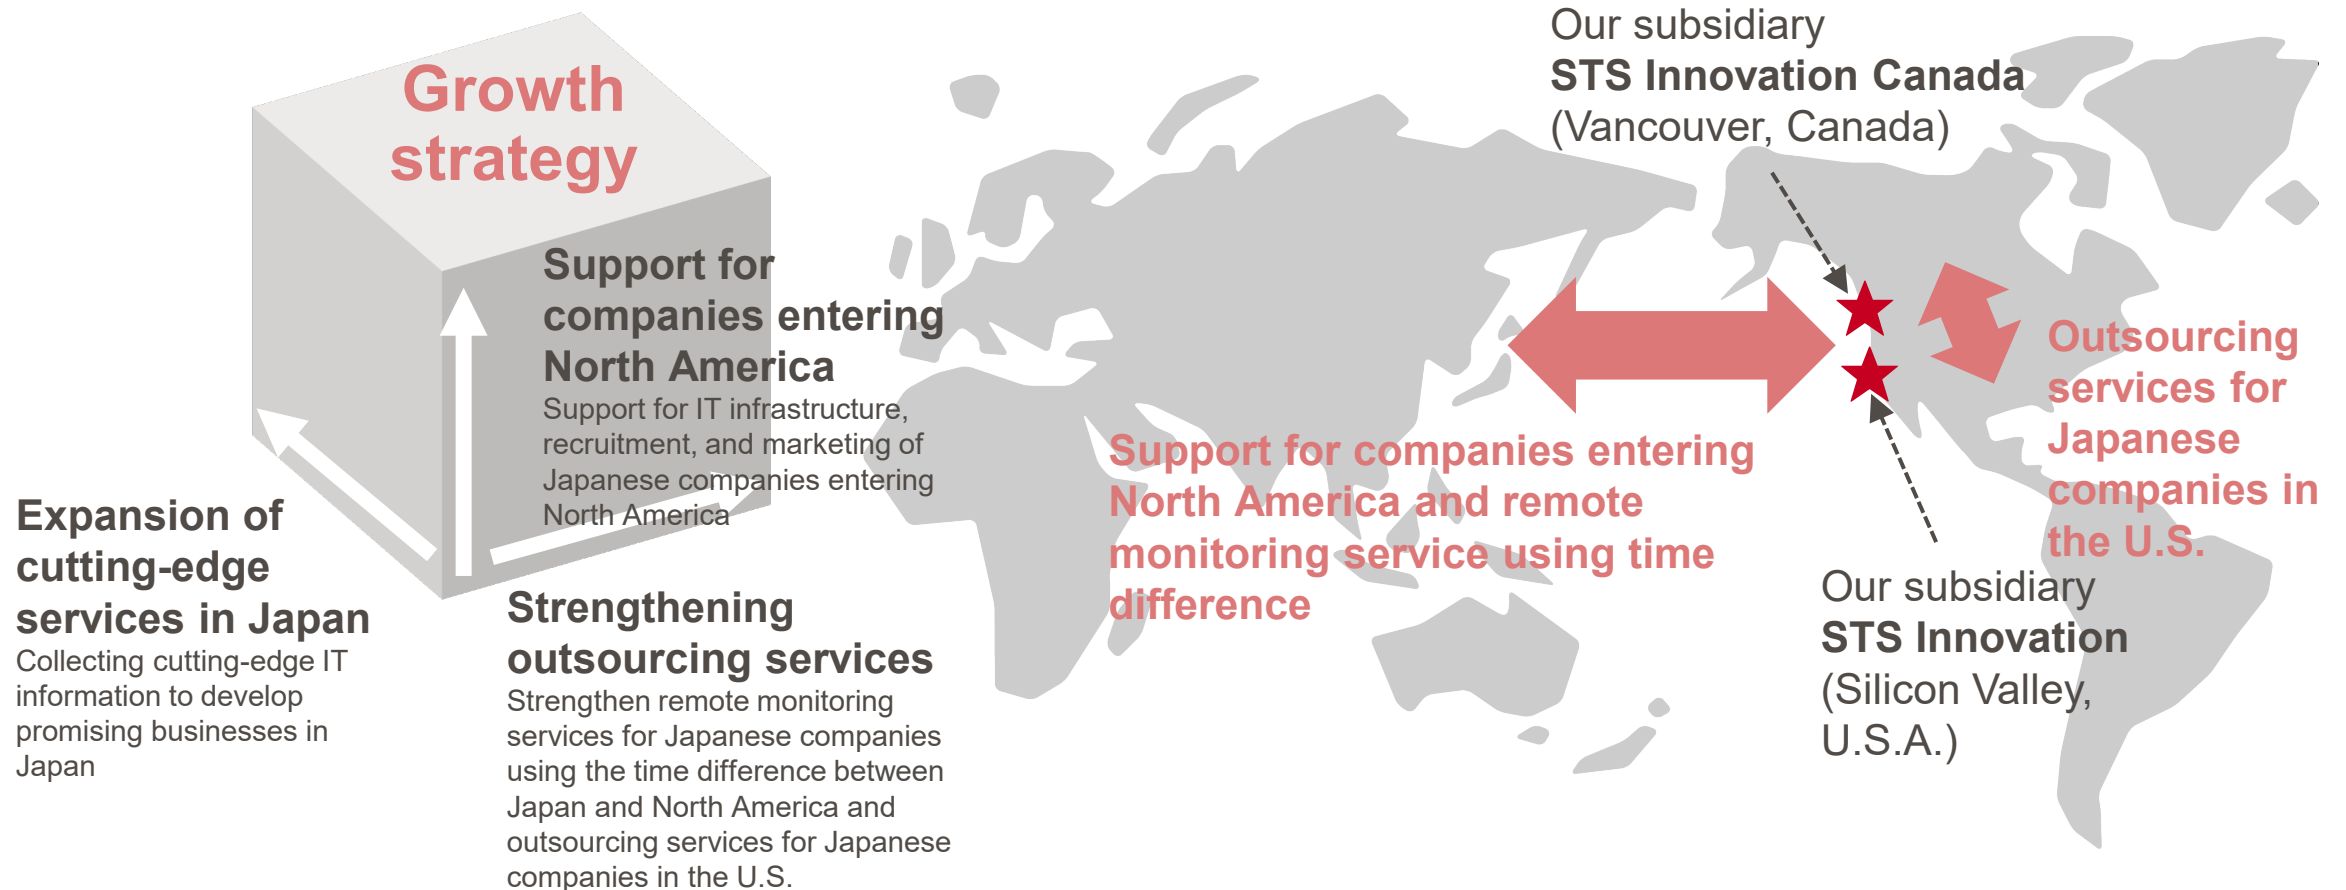 Growth
strategy
Support for
companies entering
North America
Support for IT infrastructure,
recruitment, and marketing of
Japanese companies entering
North America
Expansion of
cutting-edge
services in Japan
Collecting cutting-edge IT
information to develop
promising businesses in
Japan
Strengthening
outsourcing services
Strengthen remote monitoring
services for Japanese companies
using the time difference between
Japan and North America and
outsourcing services for Japanese
companies in the U.S.
Our subsidiary
STS Innovation Canada
(Vancouver, Canada)
Support for companies entering
North America and remote
monitoring service using time
difference
Outsourcing
services for
Japanese
companies in
the U.S.
Our subsidiary
STS Innovation
(Silicon Valley,
U.S.A.)